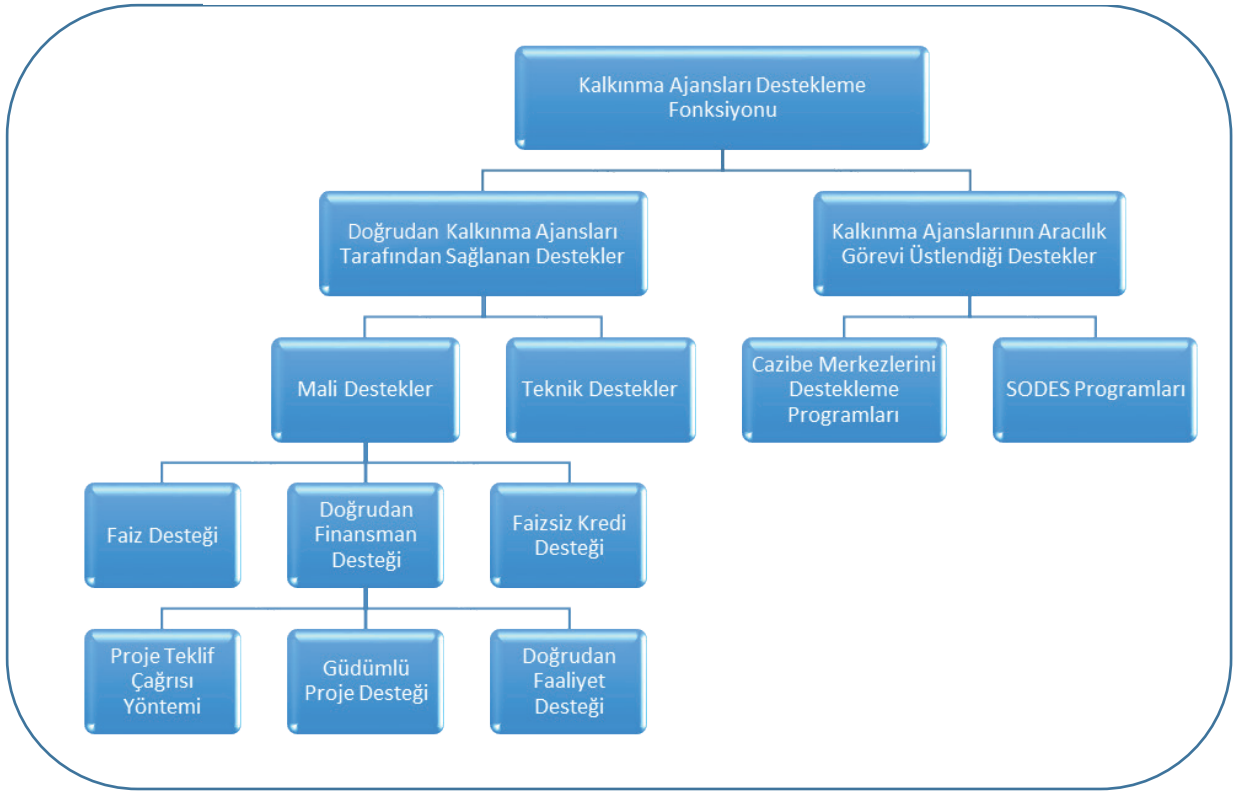 Kalkınma Ajansları Destekleme
Fonksiyonu
Doğrudan Kalkınma Ajansları
Tarafından Sağlanan Destekler
Kalkınma Ajanslarının Aracılık
Görevi Üstlendiği Destekler
Mali Destekler
Teknik Destekler
Cazibe Merkezlerini
Destekleme
Programları
SODES Programları
Faiz Desteği
Doğrudan
Finansman
Desteği
Faizsiz Kredi
Desteği
Proje Teklif
Çağrısı
Yöntemi
Güdümlü
Proje Desteği
Doğrudan
Faaliyet
Desteği